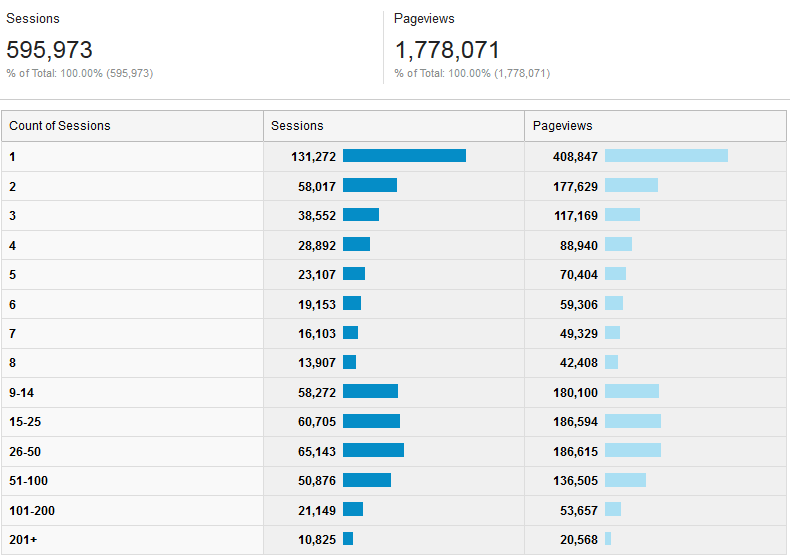 Sessions Pageviews
595,973 1,778,071
% of Total: 100.00% (595,973) % of Total: 100.00% (1,778,071)
Count of Sessions Sessions Pageviews
1 131,272 408,847
2 58,017 177,629
3 38,552 117,169
4 28,892 88,940
5 23,107 70,404
6 19,153 59,306
7 16,103 49,329
8 13,907 42,408
9-14 58,272 180,100
15-25 60,705 186,594
26-50 65,143 186,615
51-100 50,876 136,505
101-200 21,149 53,657
201+ 10,825 20,568